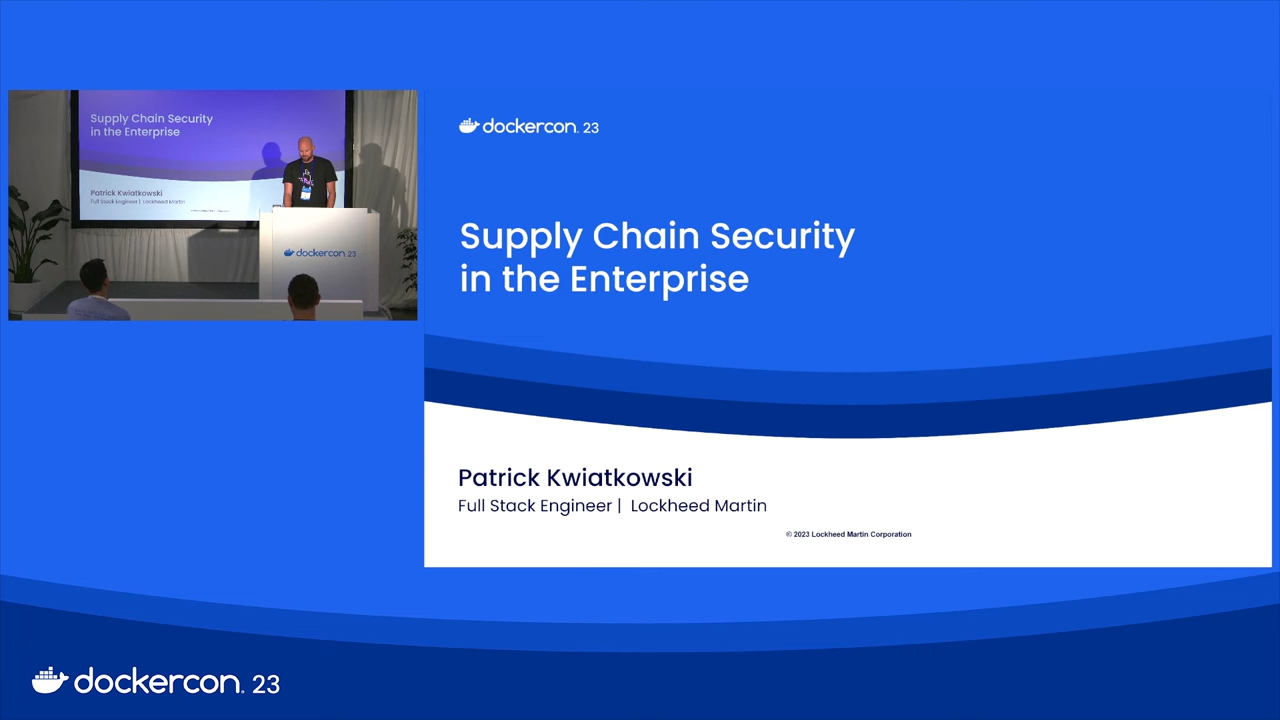 Supply Chain Security
in the Enterprise
Patrick Kwiatkowski
Full Stack Engineer | Lockheed Martin
dockercon 23
dockercon. 23
Supply Chain Security
in the Enterprise
Patrick Kwiatkowski
Full Stack Engineer | Lockheed Martin
© 2023 Lockheed Martin Corporation
dockercon. 23